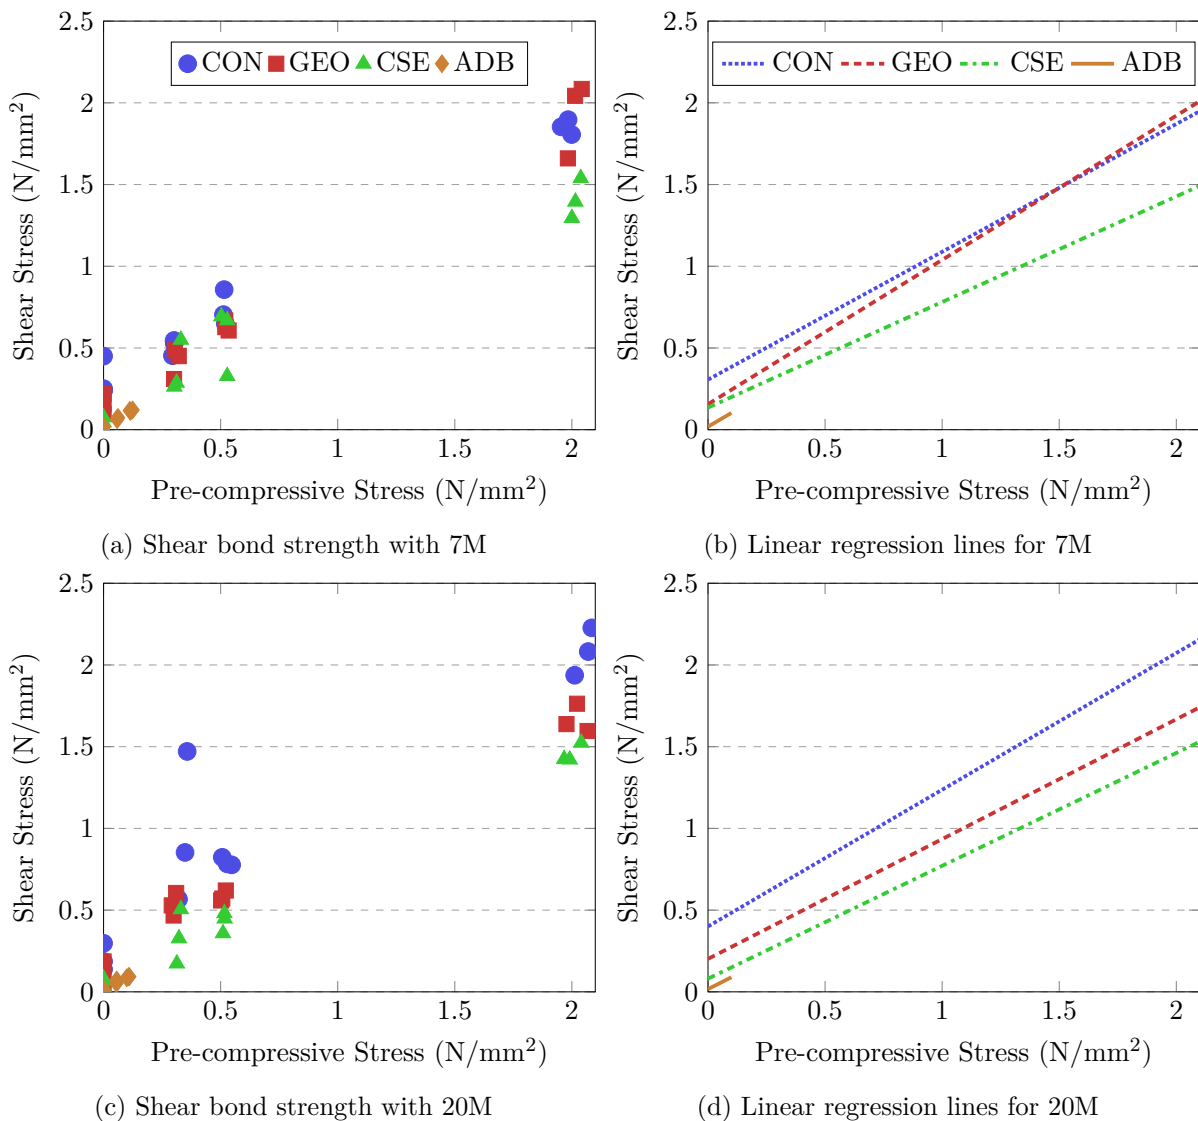 CON GEO CSE ADB
2.5
2
1.5
1
0.5
0
0 0.5 1 1.5 2
Shear Stress (N/mm²)
Pre-compressive Stress (N/mm²)
(a) Shear bond strength with 7M
CON GEO CSE ADB
2.5
2
1.5
1
0.5
0
0 0.5 1 1.5 2
Shear Stress (N/mm²)
Pre-compressive Stress (N/mm²)
(b) Linear regression lines for 7M
2.5
2
1.5
1
0.5
0
0 0.5 1 1.5 2
Shear Stress (N/mm²)
Pre-compressive Stress (N/mm²)
(c) Shear bond strength with 20M
2.5
2
1.5
1
0.5
0
0 0.5 1 1.5 2
Shear Stress (N/mm²)
Pre-compressive Stress (N/mm²)
(d) Linear regression lines for 20M